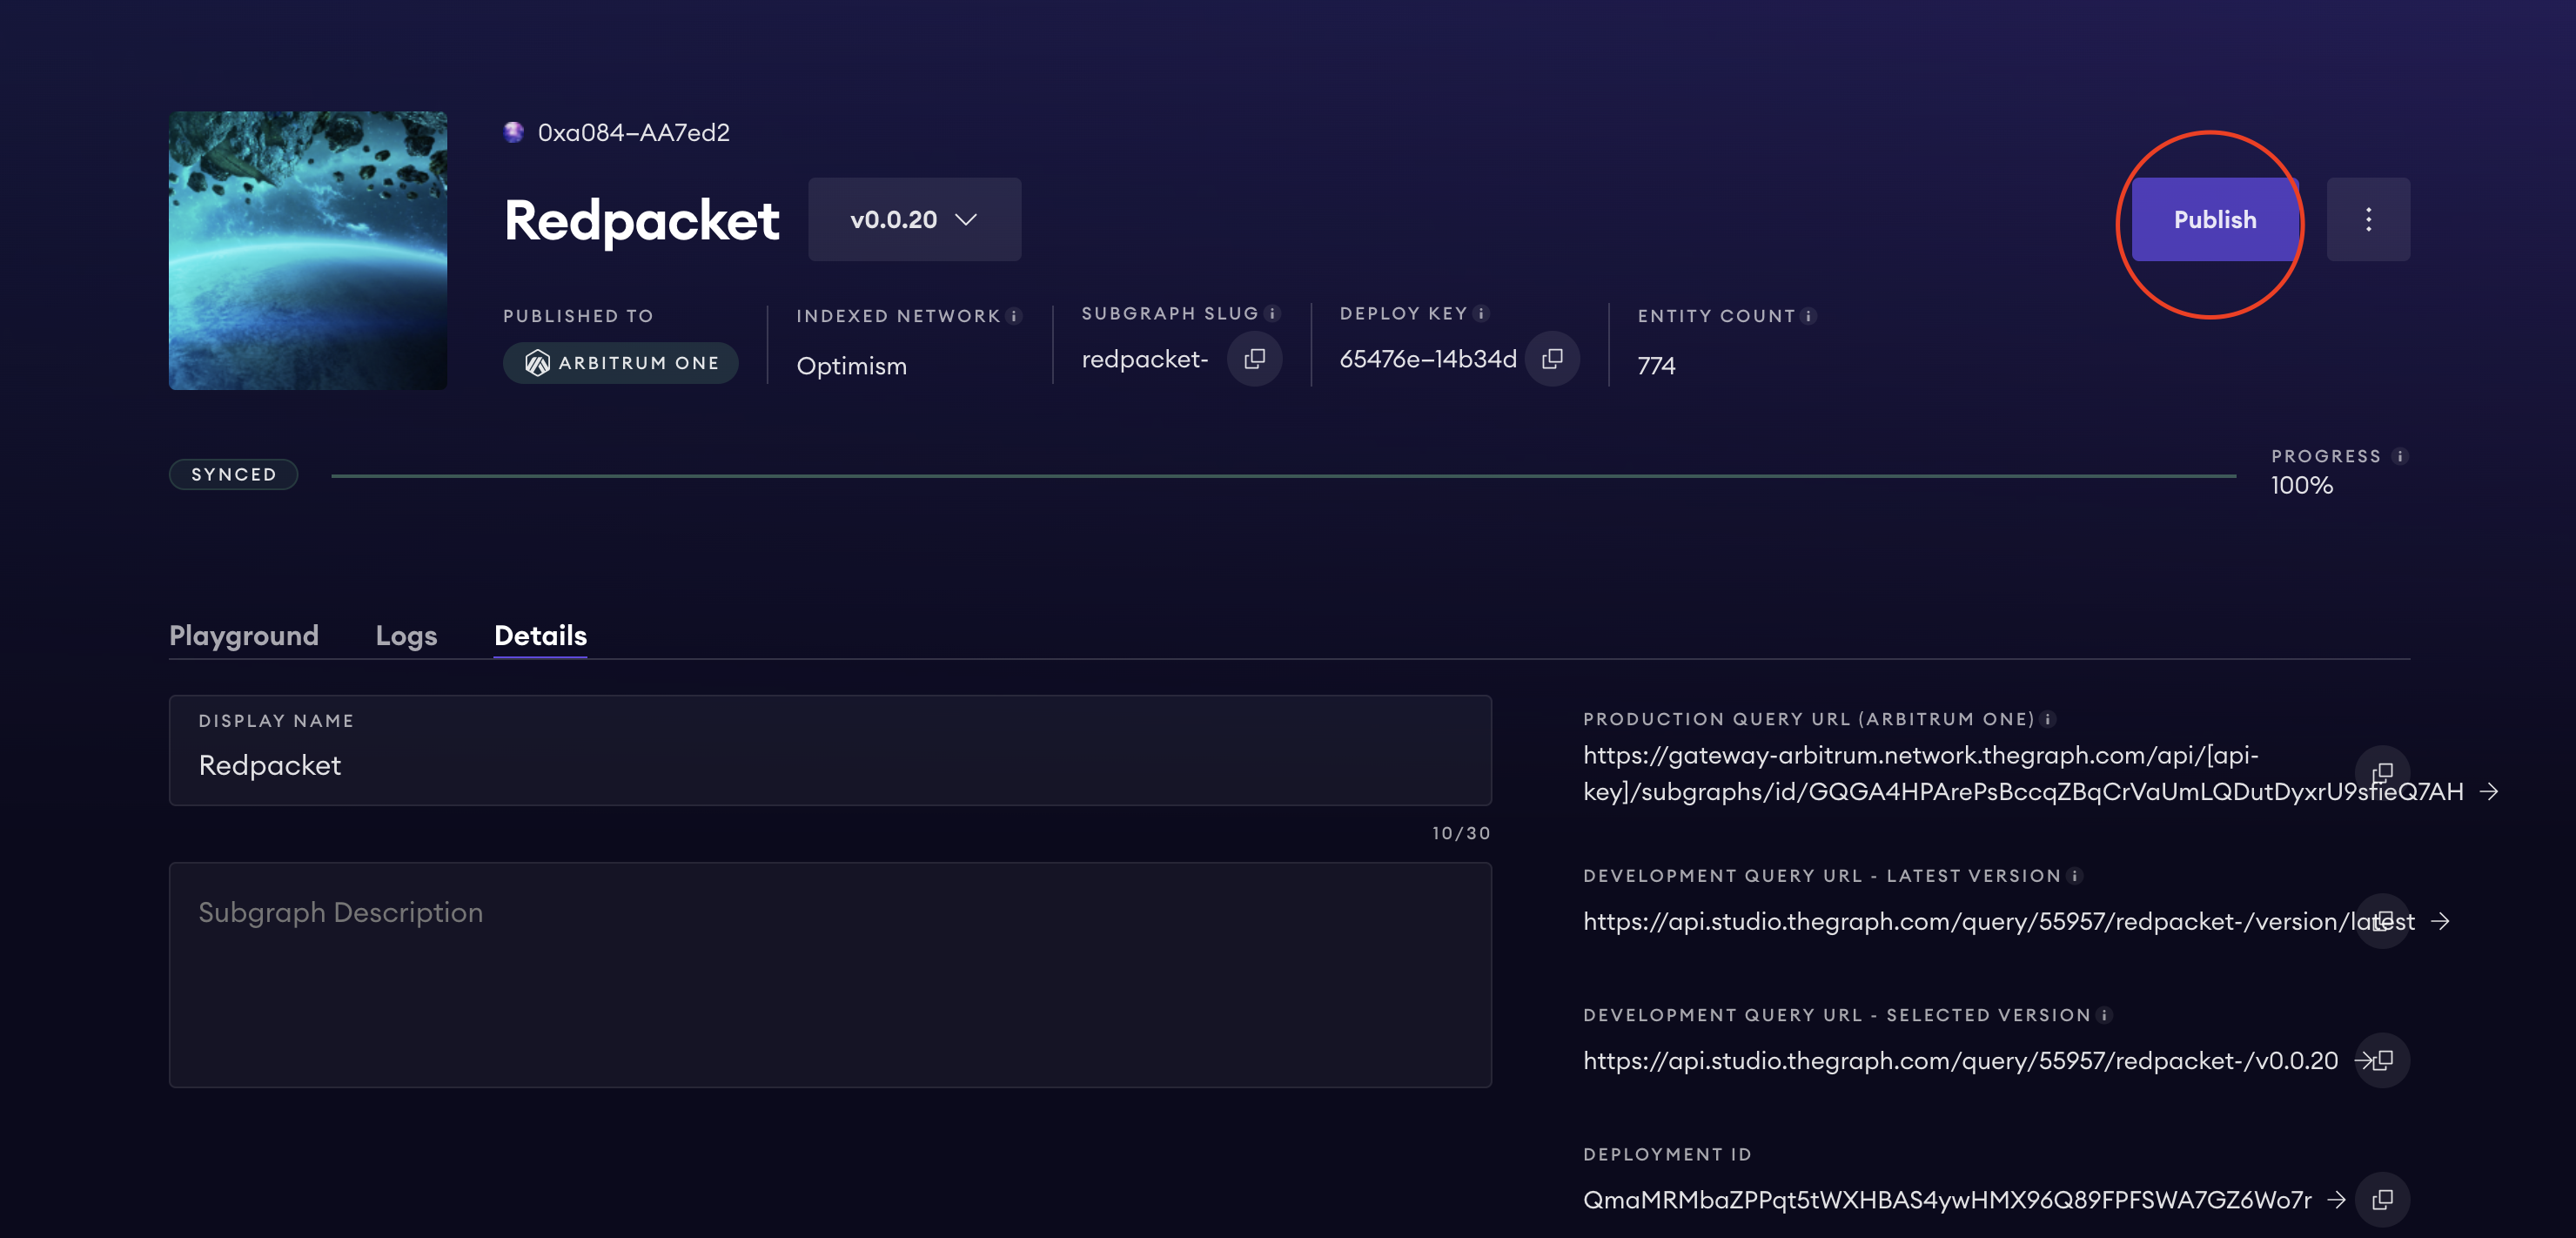 0xa084–AA7ed2
Redpacket
v0.0.20
Publish
PUBLISHED TO
ARBITRUM ONE
INDEXED NETWORK
Optimism
SUBGRAPH SLUG
redpacket-
DEPLOY KEY
65476e–14b34d
ENTITY COUNT
774
SYNCED
PROGRESS
100%
Playground Logs Details
DISPLAY NAME
Redpacket
10/30
Subgraph Description
PRODUCTION QUERY URL (ARBITRUM ONE)
https://gateway-arbitrum.network.thegraph.com/api/[api-
key]/subgraphs/id/GQGA4HPArePsBccqZBqCrVaUmLQDutDyxrU9sfieQ7AH
DEVELOPMENT QUERY URL - LATEST VERSION
https://api.studio.thegraph.com/query/55957/redpacket-/version/latest
DEVELOPMENT QUERY URL - SELECTED VERSION
https://api.studio.thegraph.com/query/55957/redpacket-/v0.0.20
DEPLOYMENT ID
QmaMRMbaZPPqt5tWXHBAS4ywHMX96Q89FPFSWA7GZ6Wo7r